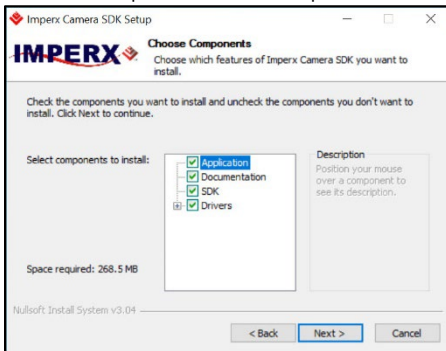 Imperx Camera SDK Setup
IMPERX
Choose Components
Choose which features of Imperx Camera SDK you want to
install.
Check the components you want to install and uncheck the components you don't want to
install. Click Next to continue.
Select components to install:
Application
Documentation
SDK
Drivers
Description
Position your mouse
over a component to
see its description.
Space required: 268.5 MB
Nullsoft Install System v3.04
< Back
Next >
Cancel